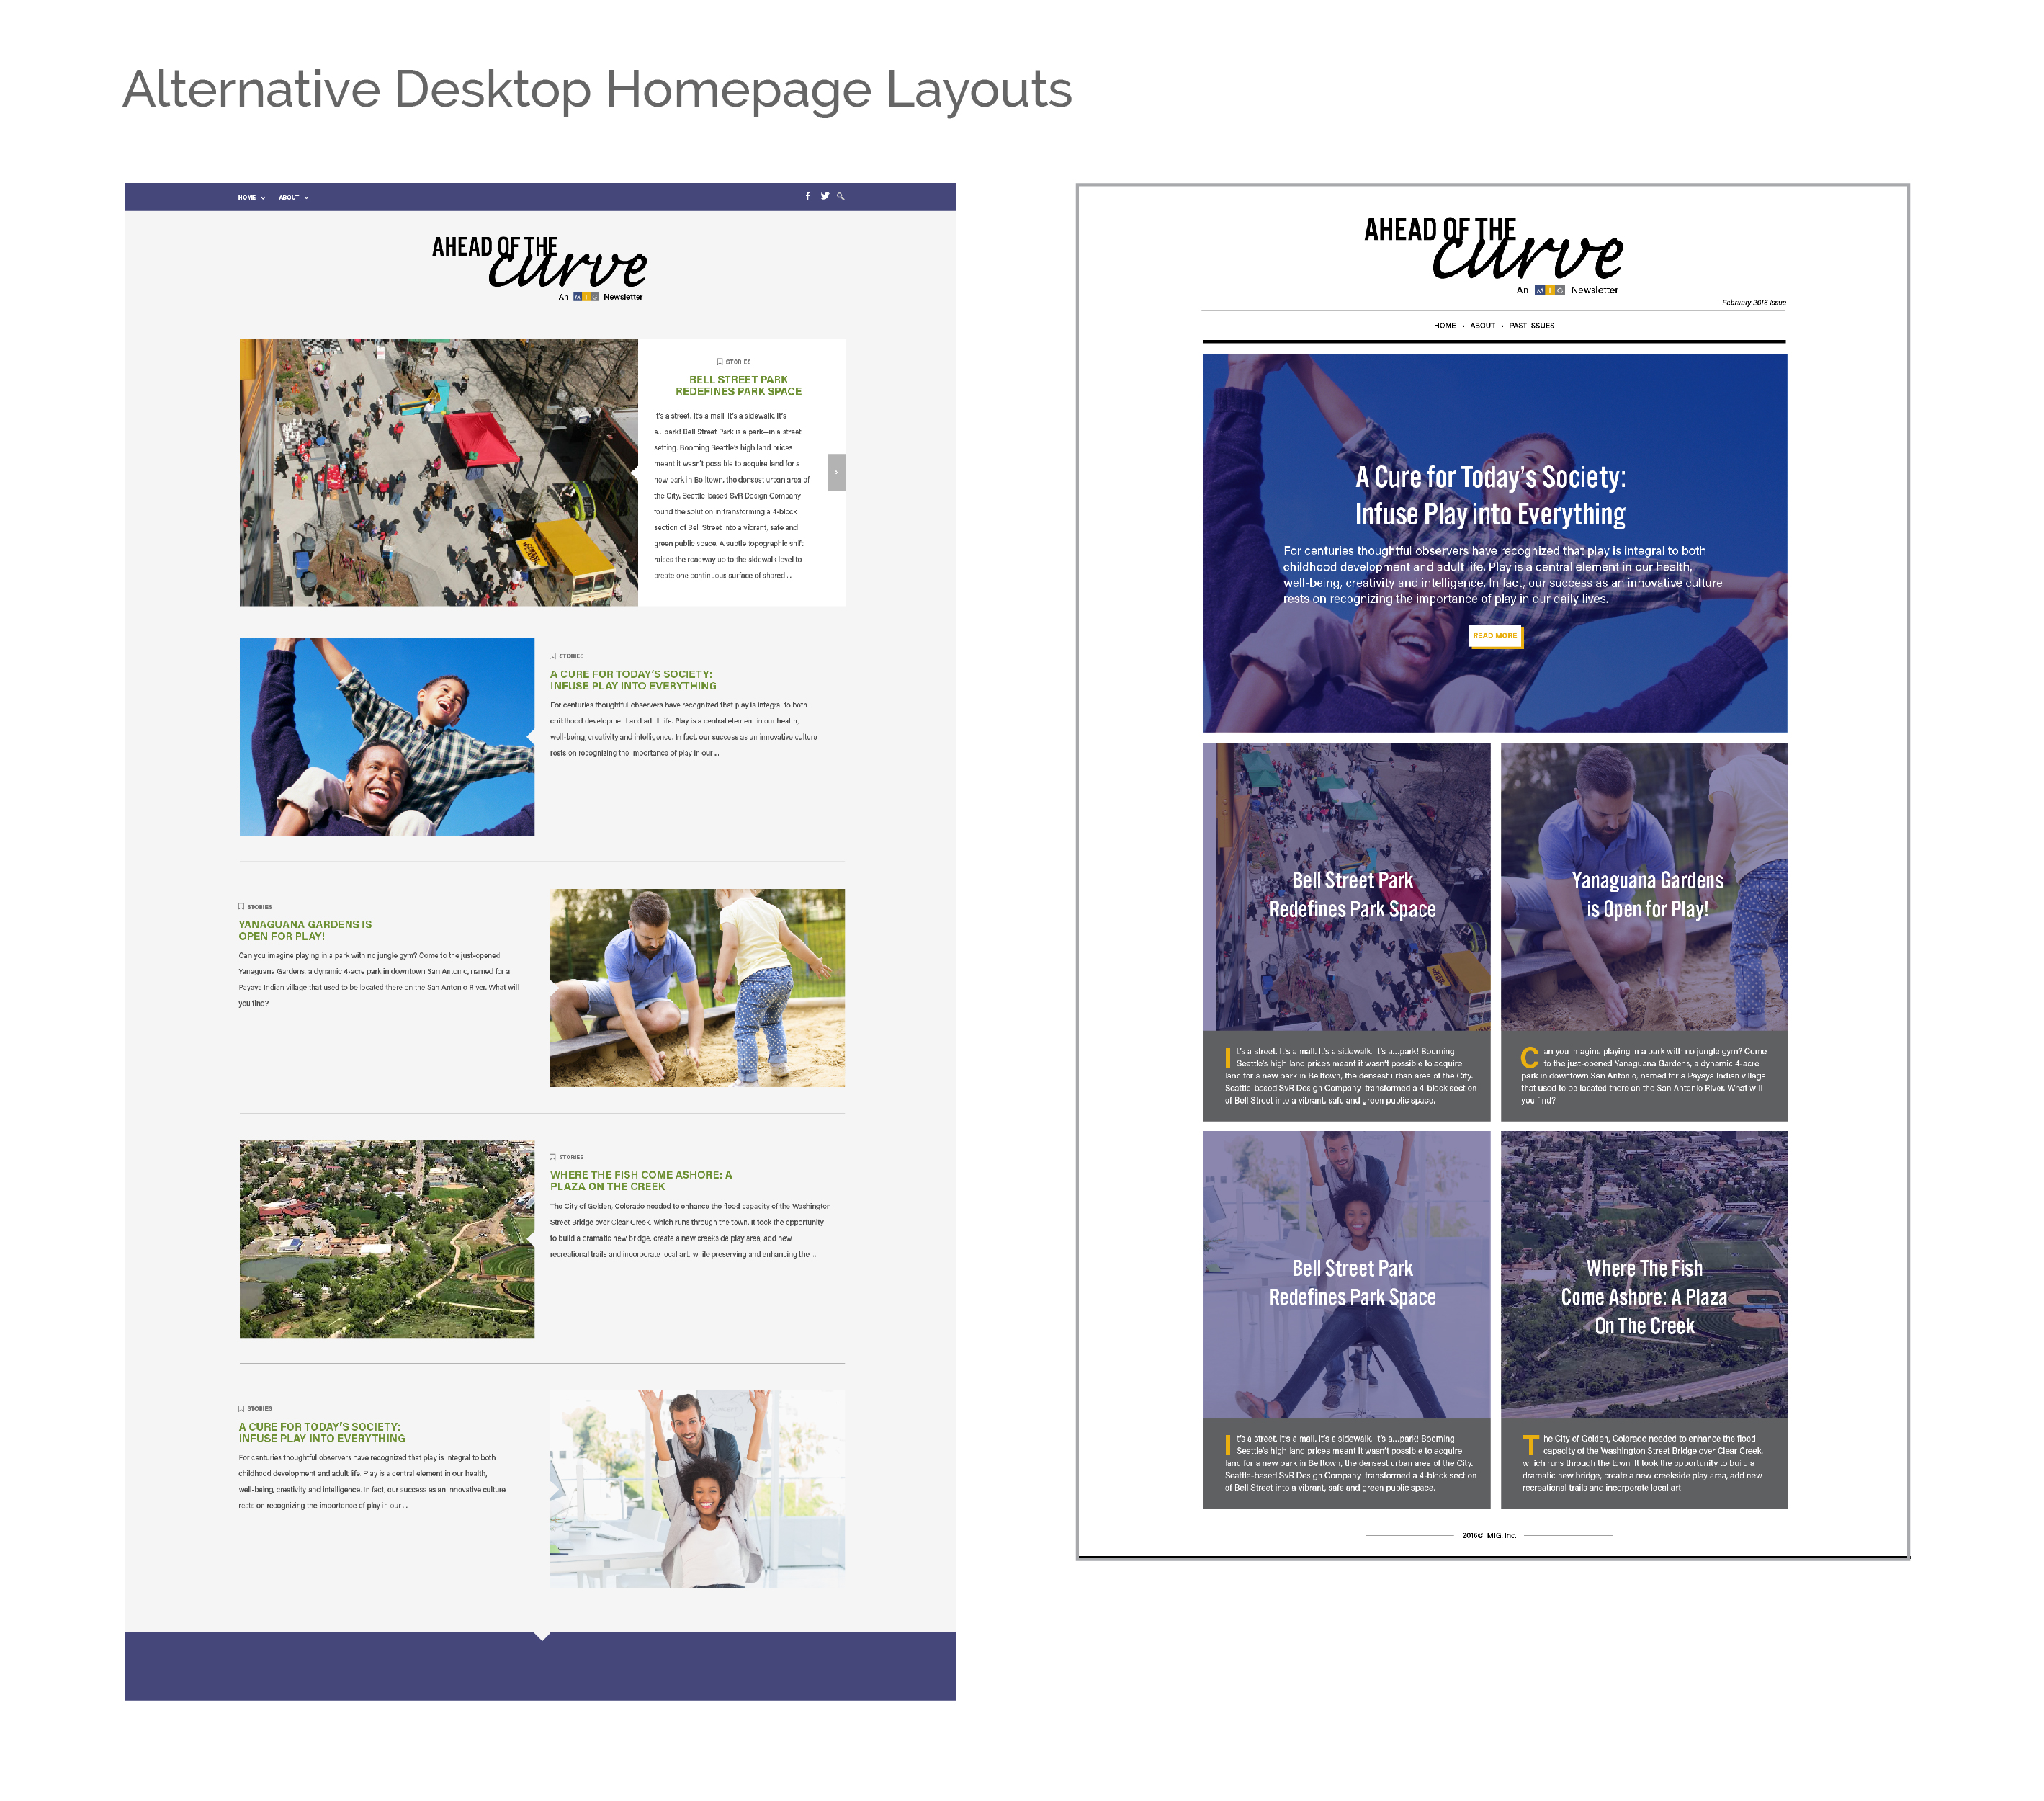 Alternative Desktop Homepage Layouts
HOME ABOUT
AHEAD OF THE
curve
An MIG Newsletter
STORIES
BELL STREET PARK
REDEFINES PARK SPACE
It's a street. It's a mall. It's a sidewalk. It's
a...park! Bell Street Park is a park—in a street
setting. Booming Seattle's high land prices
meant it wasn't possible to acquire land for a
new park in Belltown, the densest urban area of
the City. Seattle-based SvR Design Company
found the solution in transforming a 4-block
section of Bell Street into a vibrant, safe and
green public space. A subtle topographic shift
raises the roadway up to the sidewalk level to
create one continuous surface of shared ...
STORIES
A CURE FOR TODAY'S SOCIETY:
INFUSE PLAY INTO EVERYTHING
For centuries thoughtful observers have recognized that play is integral to both
childhood development and adult life. Play is a central element in our health,
well-being, creativity and intelligence. In fact, our success as an innovative culture
rests on recognizing the importance of play in our ...
STORIES
YANAGUANA GARDENS IS
OPEN FOR PLAY!
Can you imagine playing in a park with no jungle gym? Come to the just-opened
Yanaguana Gardens, a dynamic 4-acre park in downtown San Antonio, named for a
Payaya Indian village that used to be located there on the San Antonio River. What will
you find?
STORIES
WHERE THE FISH COME ASHORE: A
PLAZA ON THE CREEK
The City of Golden, Colorado needed to enhance the flood capacity of the Washington
Street Bridge over Clear Creek, which runs through the town. It took the opportunity
to build a dramatic new bridge, create a new creekside play area, add new
recreational trails and incorporate local art, while preserving and enhancing the ...
STORIES
A CURE FOR TODAY'S SOCIETY:
INFUSE PLAY INTO EVERYTHING
For centuries thoughtful observers have recognized that play is integral to both
childhood development and adult life. Play is a central element in our health,
well-being, creativity and intelligence. In fact, our success as an innovative culture
rests on recognizing the importance of play in our ...
AHEAD OF THE
curve
An MIG Newsletter
February 2016 Issue
HOME • ABOUT • PAST ISSUES
A Cure for Today's Society:
Infuse Play into Everything
For centuries thoughtful observers have recognized that play is integral to both
childhood development and adult life. Play is a central element in our health,
well-being, creativity and intelligence. In fact, our success as an innovative culture
rests on recognizing the importance of play in our daily lives.
READ MORE
Bell Street Park
Redefines Park Space
It's a street. It's a mall. It's a sidewalk. It's a...park! Booming
Seattle's high land prices meant it wasn't possible to acquire
land for a new park in Belltown, the densest urban area of the City.
Seattle-based SvR Design Company transformed a 4-block section
of Bell Street into a vibrant, safe and green public space.
Yanaguana Gardens
is Open for Play!
Can you imagine playing in a park with no jungle gym? Come
to the just-opened Yanaguana Gardens, a dynamic 4-acre
park in downtown San Antonio, named for a Payaya Indian village
that used to be located there on the San Antonio River. What will
you find?
Bell Street Park
Redefines Park Space
It's a street. It's a mall. It's a sidewalk. It's a...park! Booming
Seattle's high land prices meant it wasn't possible to acquire
land for a new park in Belltown, the densest urban area of the City.
Seattle-based SvR Design Company transformed a 4-block section
of Bell Street into a vibrant, safe and green public space.
Where The Fish
Come Ashore: A Plaza
On The Creek
The City of Golden, Colorado needed to enhance the flood
capacity of the Washington Street Bridge over Clear Creek,
which runs through the town. It took the opportunity to build a
dramatic new bridge, create a new creekside play area, add new
recreational trails and incorporate local art.
2016© MIG, Inc.